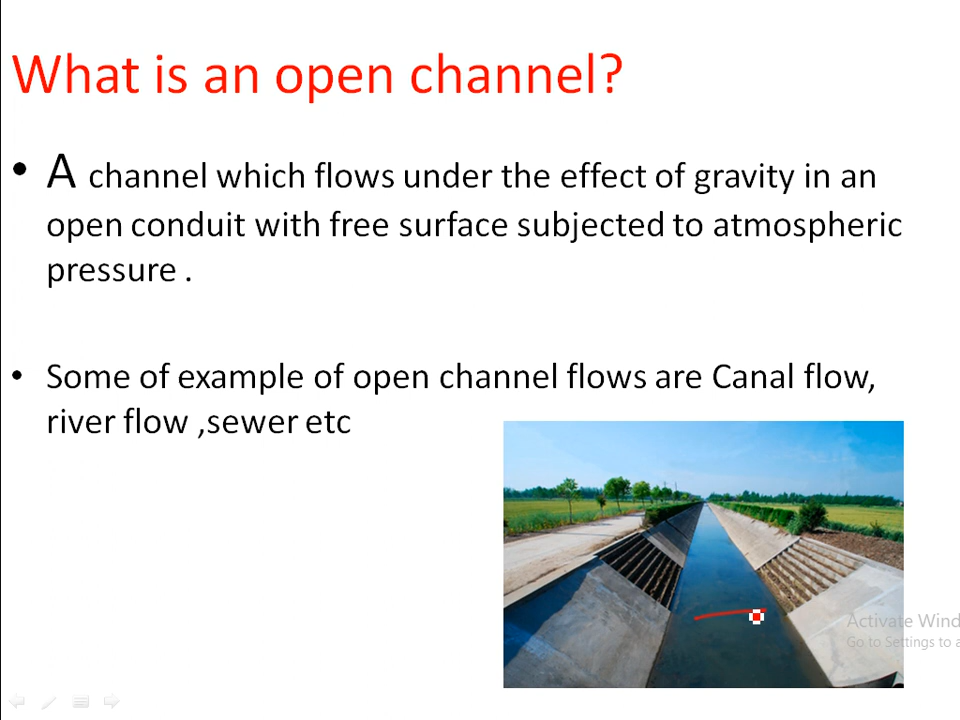 What is an open channel?
• A channel which flows under the effect of gravity in an
open conduit with free surface subjected to atmospheric
pressure .
• Some of example of open channel flows are Canal flow,
river flow ,sewer etc
Activate Wind
Go to Settings to a